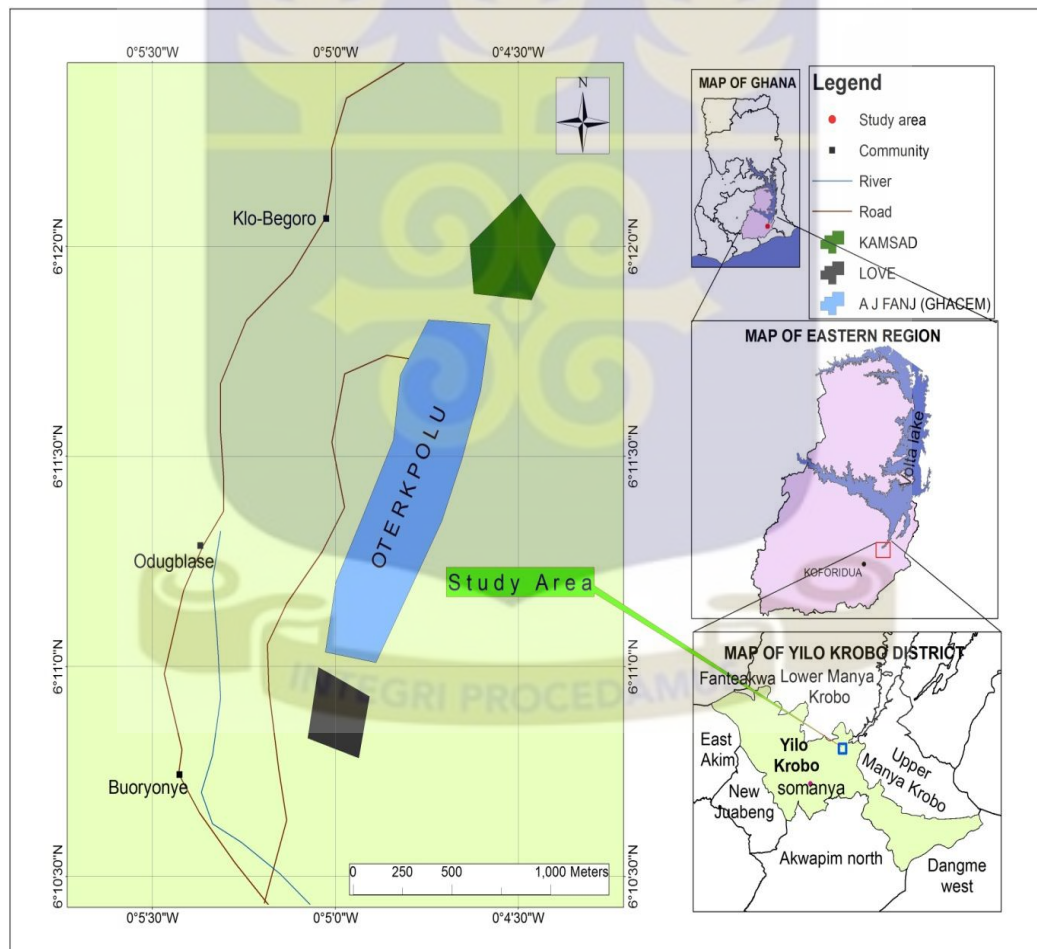 0°5'30"W
0°5'0"W
0°4'30"W
N
Klo-Begoro
6°12'0"N
6°12'0"N
OTERKPOLU
6°11'30"N
6°11'30"N
Odugblase
Study Area
6°11'0"N
6°11'0"N
INTEGRI PROCEDAMUS
Buoryonye
0 250 500 1,000 Meters
6°10'30"N
6°10'30"N
0°5'30"W
0°5'0"W
0°4'30"W
MAP OF GHANA
Legend
Study area
Community
River
Road
KAMSAD
LOVE
A J FANJ (GHACEM)
MAP OF EASTERN REGION
Volta lake
KOFORIDUA
MAP OF YILO KROBO DISTRICT
Fanteakwa
Lower Manya
Krobo
East
Akim
Yilo
Krobo
somanya
Upper
Manya Krobo
New
Juabeng
Akwapim north
Dangme
west